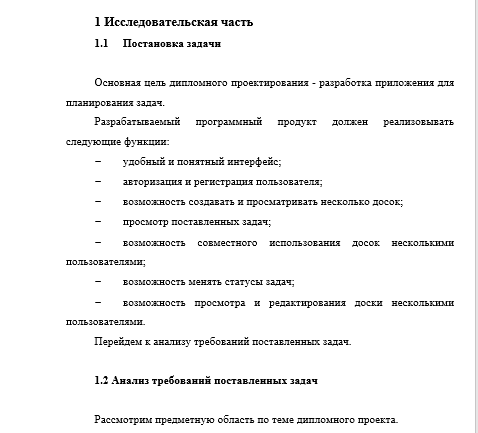 1 Исследовательская часть
1.1 Постановка задачи
Основная цель дипломного проектирования - разработка приложения для
планирования задач.
Разрабатываемый программный продукт должен реализовывать
следующие функции:
– удобный и понятный интерфейс;
– авторизация и регистрация пользователя;
– возможность создавать и просматривать несколько досок;
– просмотр поставленных задач;
– возможность совместного использования досок несколькими
пользователями;
– возможность менять статусы задач;
– возможность просмотра и редактирования доски несколькими
пользователями.
Перейдем к анализу требований поставленных задач.
1.2 Анализ требований поставленных задач
Рассмотрим предметную область по теме дипломного проекта.